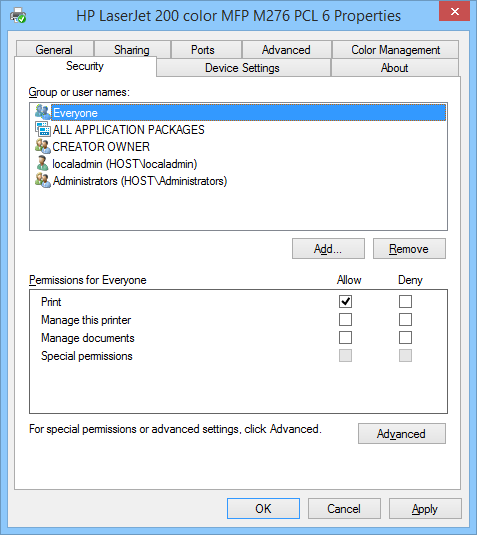 HP LaserJet 200 color MFP M276 PCL 6 Properties
General Sharing Ports Advanced Color Management
Security Device Settings About
Group or user names:
Everyone
ALL APPLICATION PACKAGES
CREATOR OWNER
localadmin (HOST\localadmin)
Administrators (HOST\Administrators)
Add... Remove
Permissions for Everyone Allow Deny
Print
Manage this printer
Manage documents
Special permissions
For special permissions or advanced settings, click Advanced.
Advanced
OK Cancel Apply